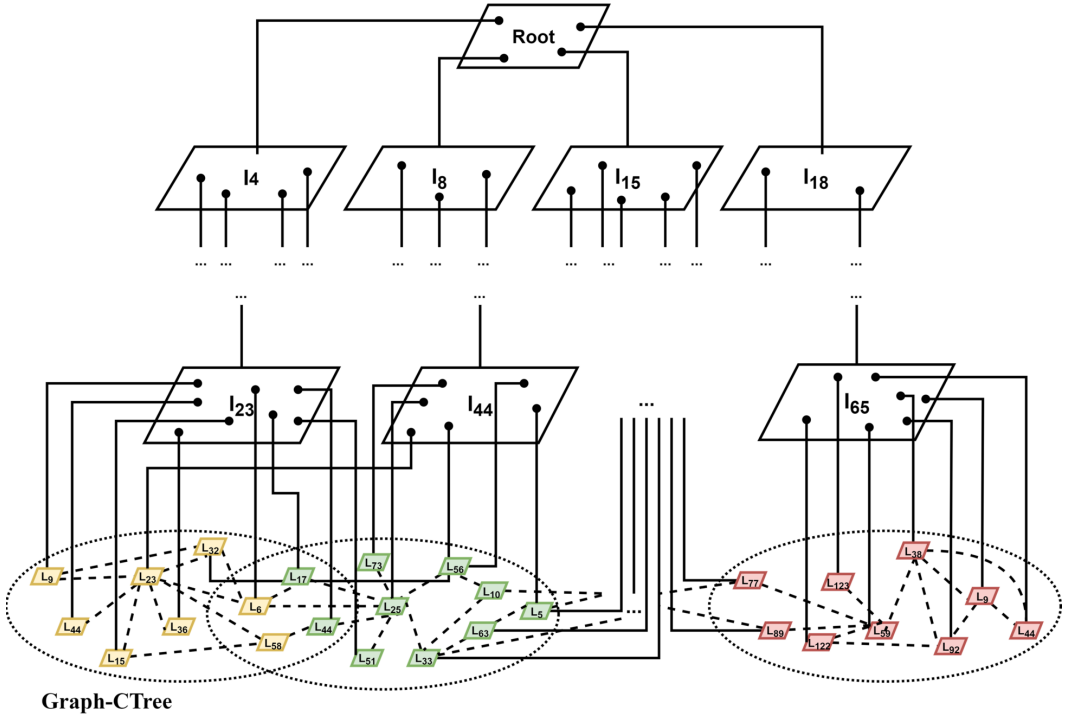 Root
I4
I8
I15
I18
... ... ... ... ... ... ... ... ... ... ... ... ... ...
... ... ...
I23
I44
...
I65
L32
L38
L9
L23
L17
L73
L56
L77
L123
L10
L9
L6
L25
L5
...
L44
L36
L44
L63
L89
L59
L44
L58
L122
L92
L15
L51
L33
Graph-CTree